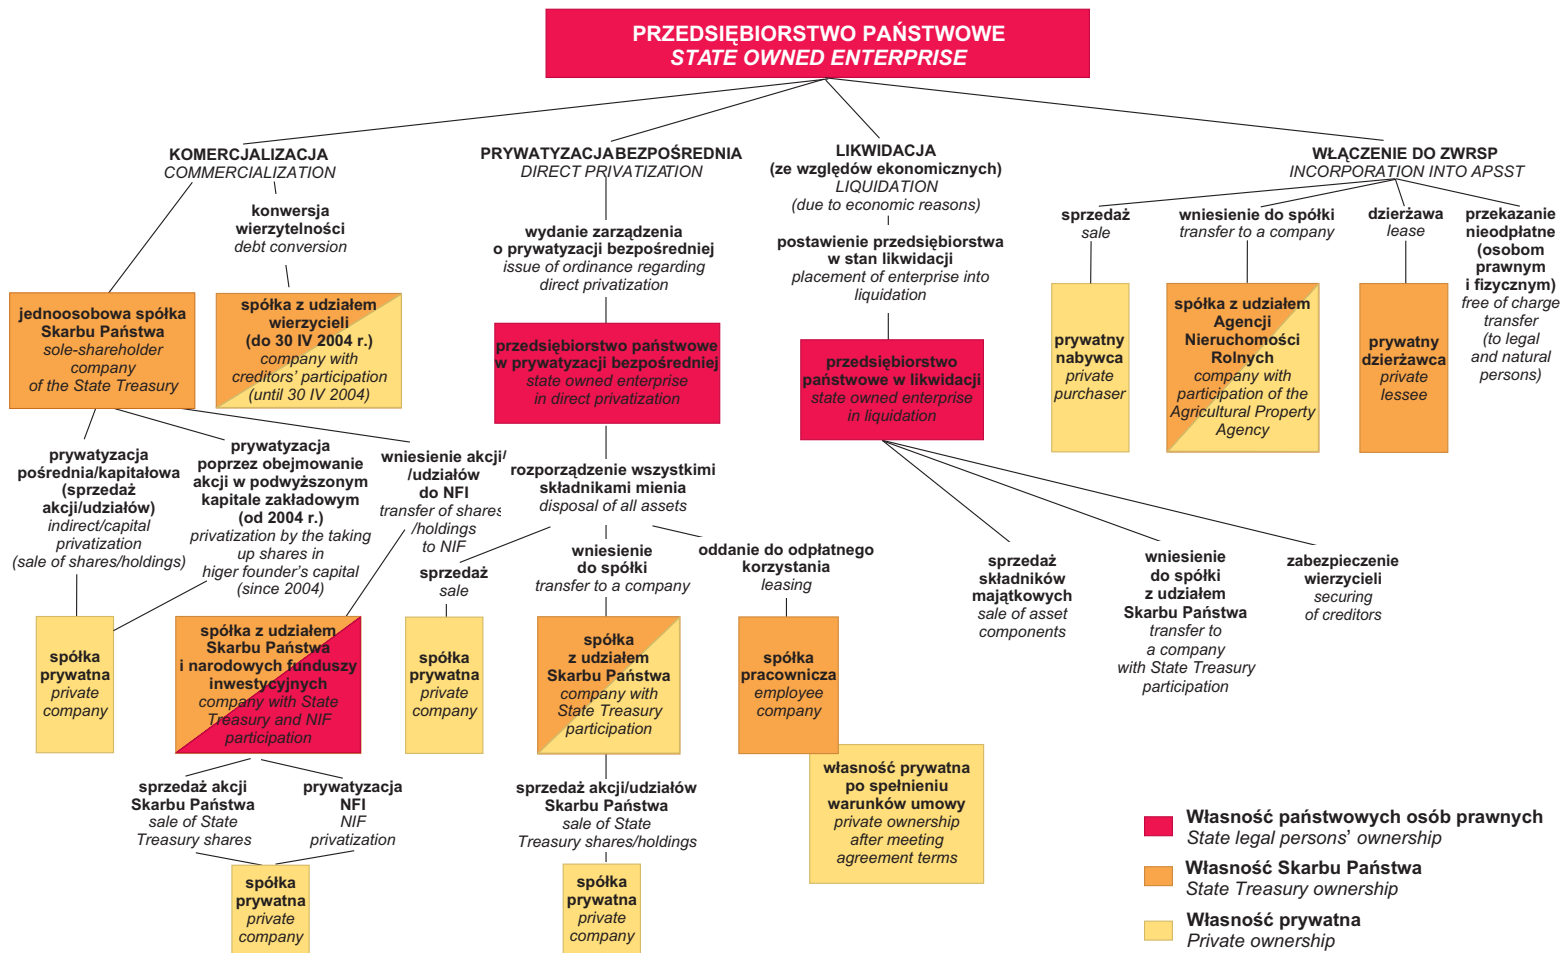 PRZEDSIĘBIORSTWO PAŃSTWOWE
STATE OWNED ENTERPRISE
KOMERCJALIZACJA
COMMERCIALIZATION
PRYWATYZACJA BEZPOŚREDNIA
DIRECT PRIVATIZATION
LIKWIDACJA
(ze względów ekonomicznych)
LIQUIDATION
(due to economic reasons)
WŁĄCZENIE DO ZWRSP
INCORPORATION INTO APSST
konwersja
wierzytelności
debt conversion
wydanie zarządzenia
o prywatyzacji bezpośredniej
issue of ordinance regarding
direct privatization
postawienie przedsiębiorstwa
w stan likwidacji
placement of enterprise into
liquidation
sprzedaż
sale
wniesienie do spółki
transfer to a company
dzierżawa
lease
przekazanie
nieodpłatne
(osobom
prawnym
i fizycznym)
free of charge
transfer
(to legal
and natural
persons)
jednoosobowa spółka
Skarbu Państwa
sole-shareholder
company
of the State Treasury
spółka z udziałem
wierzycieli
(do 30 IV 2004 r.)
company with
creditors' participation
(until 30 IV 2004)
przedsiębiorstwo państwowe
w prywatyzacji bezpośredniej
state owned enterprise
in direct privatization
przedsiębiorstwo
państwowe w likwidacji
state owned enterprise
in liquidation
prywatny
nabywca
private
purchaser
spółka z udziałem
Agencji
Nieruchomości
Rolnych
company with
participation of the
Agricultural Property
Agency
prywatny
dzierżawca
private
lessee
prywatyzacja
pośrednia/kapitałowa
(sprzedaż
akcji/udziałów)
indirect/capital
privatization
(sale of shares/holdings)
prywatyzacja
poprzez obejmowanie
akcji w podwyższonym
kapitale zakładowym
(od 2004 r.)
privatization by the taking
up shares in
higer founder's capital
(since 2004)
wniesienie akcji/
/udziałów
do NFI
transfer of shares
/holdings
to NIF
rozporządzenie wszystkimi
składnikami mienia
disposal of all assets
sprzedaż
sale
wniesienie
do spółki
transfer to a company
oddanie do odpłatnego
korzystania
leasing
sprzedaż
składników
majątkowych
sale of asset
components
wniesienie
do spółki
z udziałem
Skarbu Państwa
transfer to
a company
with State Treasury
participation
zabezpieczenie
wierzycieli
securing
of creditors
spółka
prywatna
private
company
spółka z udziałem
Skarbu Państwa
i narodowych funduszy
inwestycyjnych
company with State
Treasury and NIF
participation
spółka
prywatna
private
company
spółka
z udziałem
Skarbu Państwa
company with
State Treasury
participation
spółka
pracownicza
employee
company
własność prywatna
po spełnieniu
warunków umowy
private ownership
after meeting
agreement terms
sprzedaż akcji
Skarbu Państwa
sale of State
Treasury shares
prywatyzacja
NFI
NIF
privatization
sprzedaż akcji/udziałów
Skarbu Państwa
sale of State
Treasury shares/holdings
spółka
prywatna
private
company
spółka
prywatna
private
company
Własność państwowych osób prawnych
State legal persons' ownership
Własność Skarbu Państwa
State Treasury ownership
Własność prywatna
Private ownership